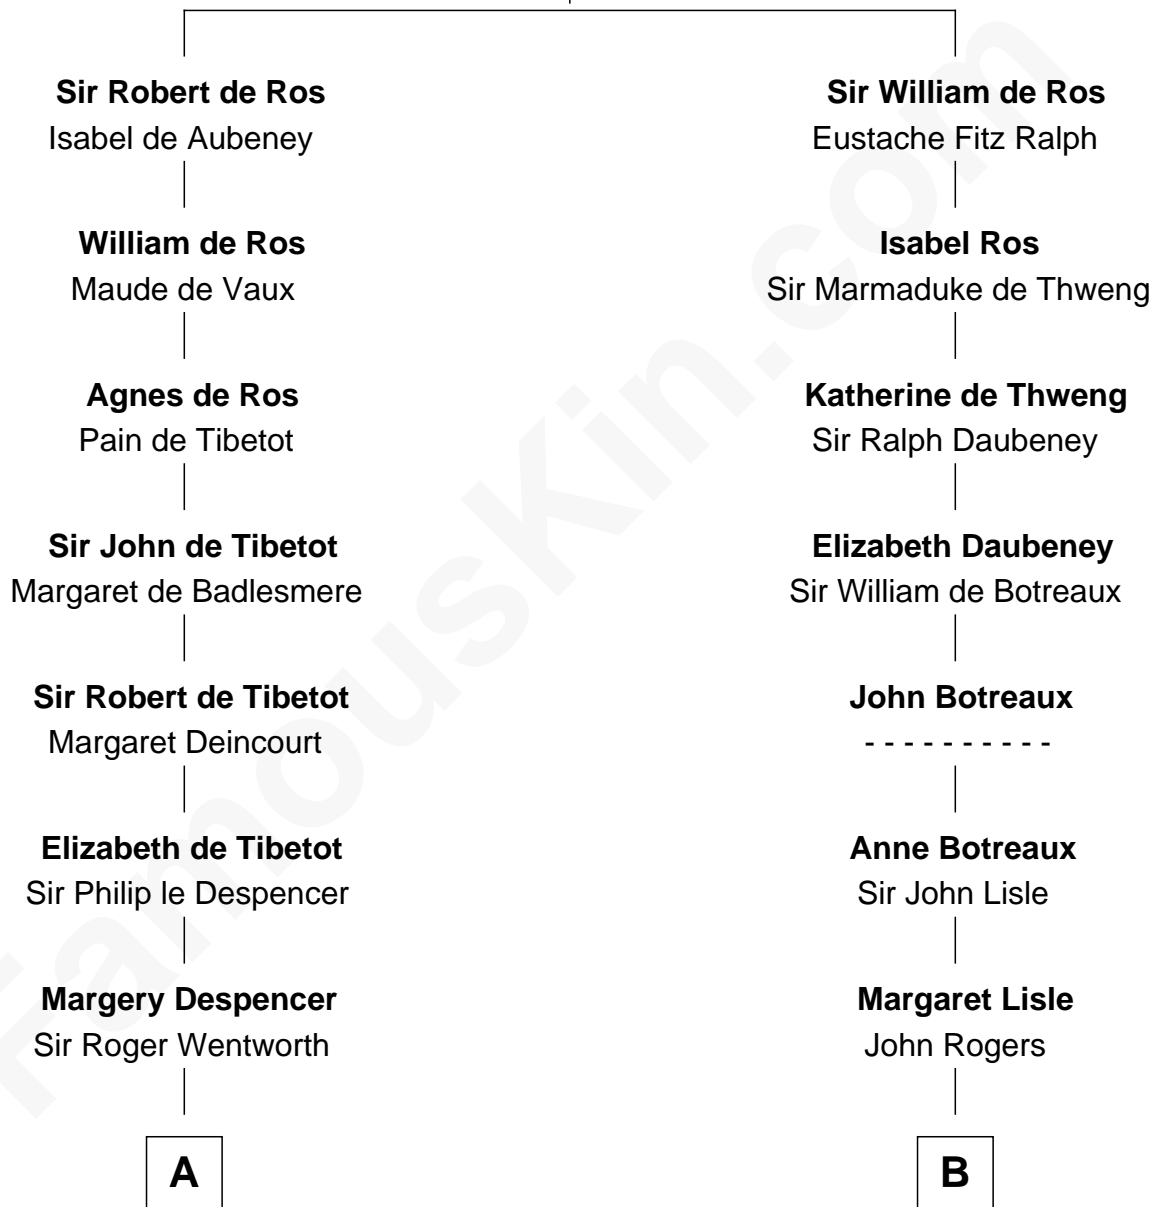 Sir Robert de Ros
Isabel de Aubeney
William de Ros
Maude de Vaux
Agnes de Ros
Pain de Tibetot
Sir John de Tibetot
Margaret de Badlesmere
Sir Robert de Tibetot
Margaret Deincourt
Elizabeth de Tibetot
Sir Philip le Despencer
Margery Despencer
Sir Roger Wentworth
A
Sir William de Ros
Eustache Fitz Ralph
Isabel Ros
Sir Marmaduke de Thweng
Katherine de Thweng
Sir Ralph Daubeney
Elizabeth Daubeney
Sir William de Botreaux
John Botreaux
- - - - - - - - - -
Anne Botreaux
Sir John Lisle
Margaret Lisle
John Rogers
B
FamousKin.com